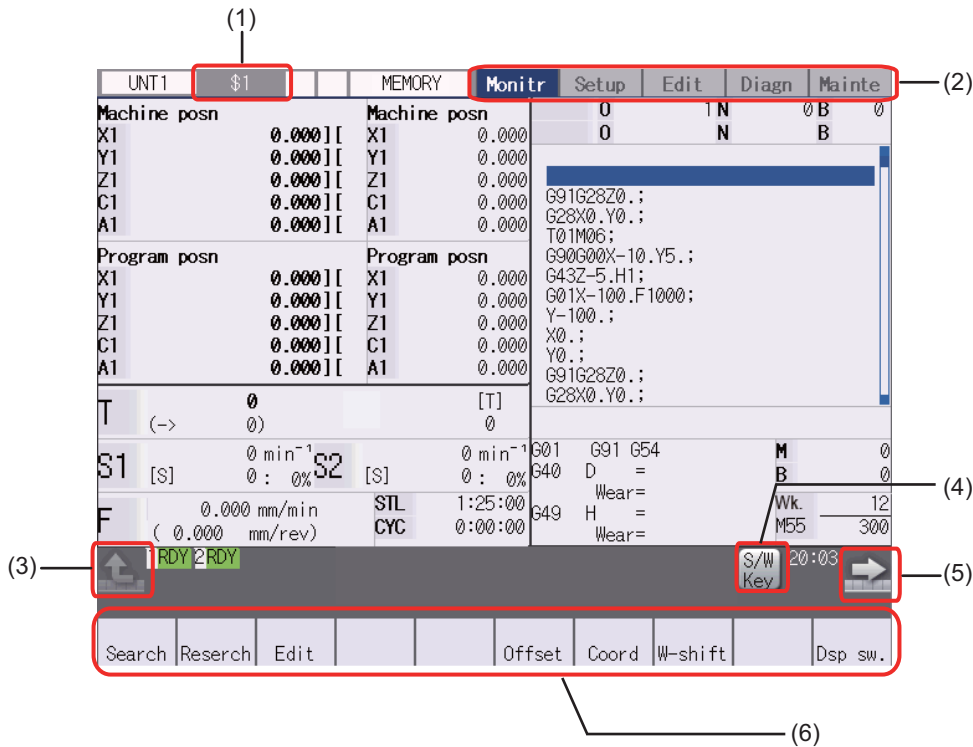 (1)
UNT1 $1 MEMORY Monitr Setup Edit Diagn Mainte
(2)
Machine posn
X1 0.000][
Y1 0.000][
Z1 0.000][
C1 0.000][
A1 0.000][
Machine posn
X1 0.000
Y1 0.000
Z1 0.000
C1 0.000
A1 0.000
O 1 N 0 B 0
O N B
G91G28Z0.;
G28X0.Y0.;
T01M06;
G90G00X-10.Y5.;
G43Z-5.H1;
G01X-100.F1000;
Y-100.;
X0.;
Y0.;
G91G28Z0.;
G28X0.Y0.;
Program posn
X1 0.000][
Y1 0.000][
Z1 0.000][
C1 0.000][
A1 0.000][
Program posn
X1 0.000
Y1 0.000
Z1 0.000
C1 0.000
A1 0.000
T 0 [T]
(-> 0) 0
S1 [S] 0 min⁻¹
0 : 0%
S2 [S] 0 min⁻¹
0 : 0%
F 0.000 mm/min
( 0.000 mm/rev)
STL 1:25:00
CYC 0:00:00
G01 G91 G54
G40 D =
Wear=
G49 H =
Wear=
M 0
B 0
Wk. 12
M55 300
(4)
(3)
1 RDY 2 RDY
S/W Key
20:03
(5)
Search Reserch Edit Offset Coord W-shift Dsp sw.
(6)